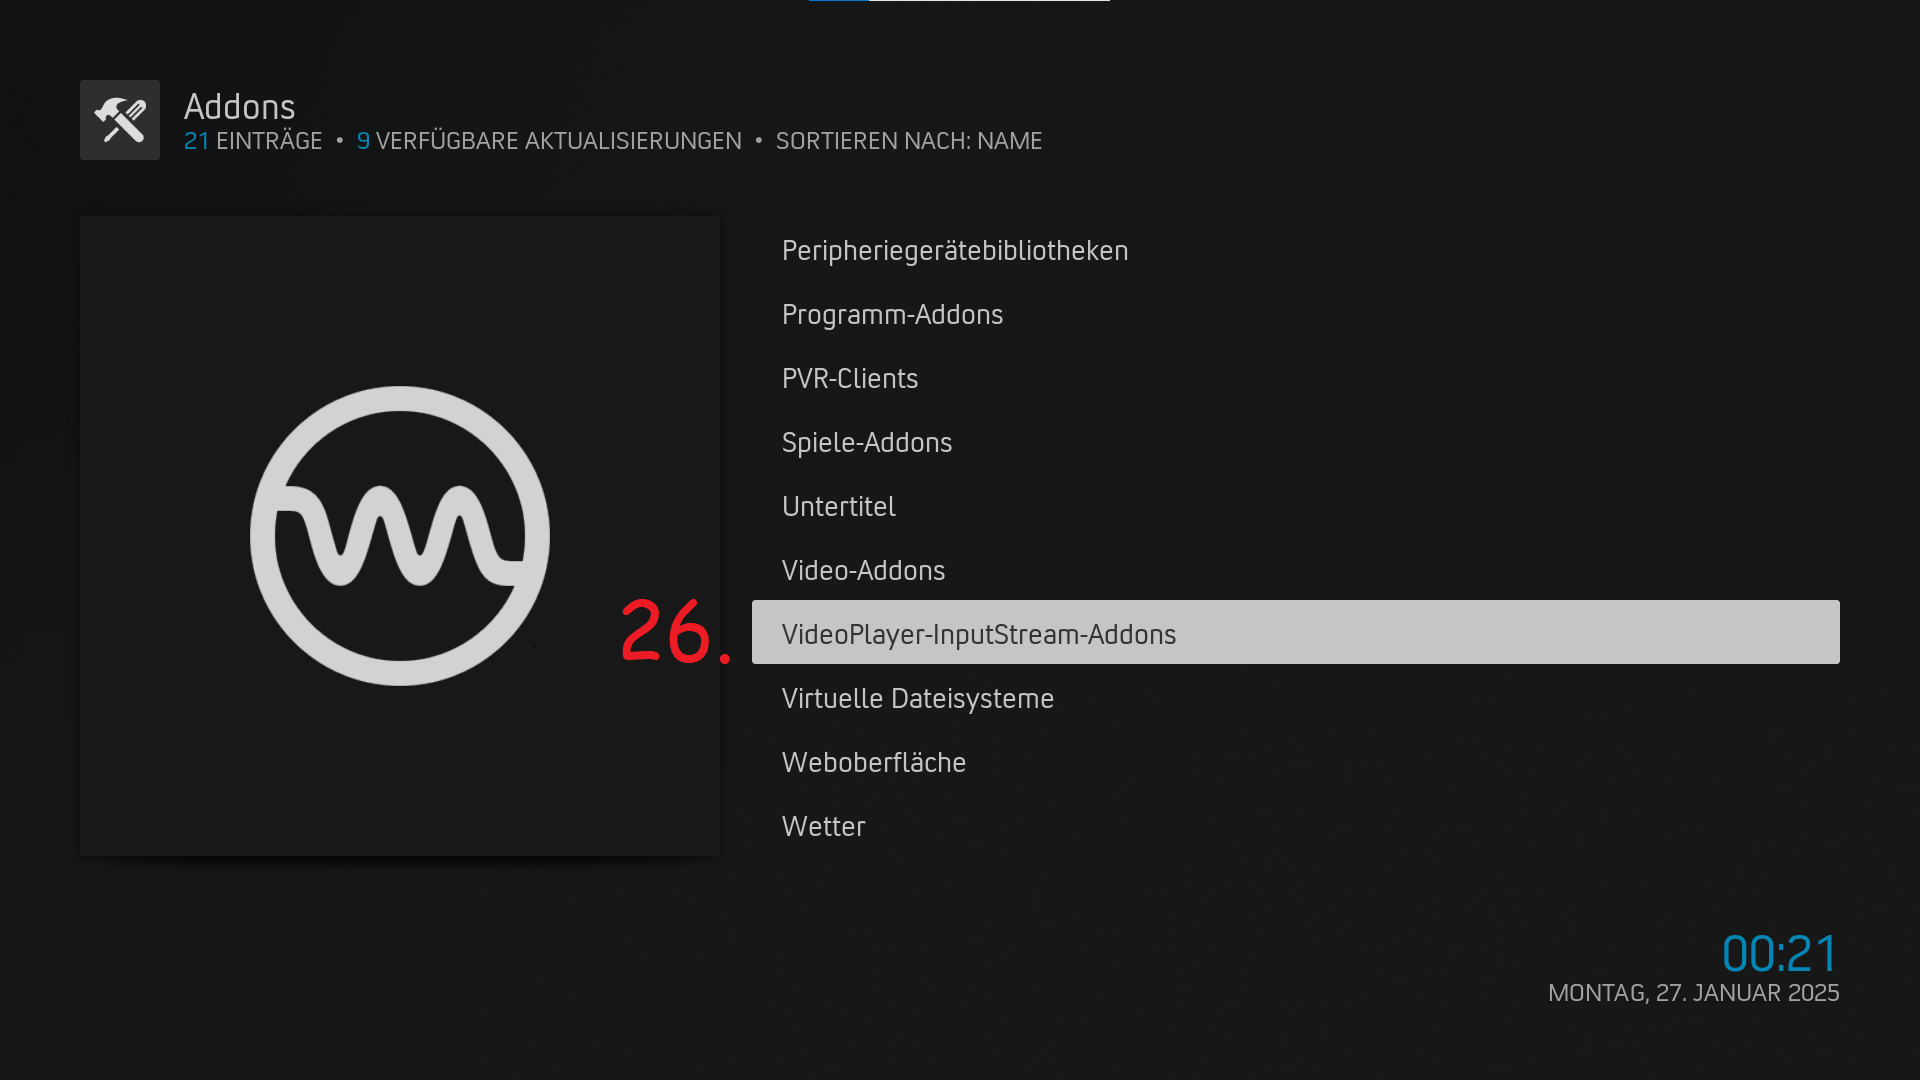 Addons
21 EINTRÄGE • 9 VERFÜGBARE AKTUALISIERUNGEN • SORTIEREN NACH: NAME
Peripheriegerätebibliotheken
Programm-Addons
PVR-Clients
Spiele-Addons
Untertitel
Video-Addons
26. VideoPlayer-InputStream-Addons
Virtuelle Dateisysteme
Weboberfläche
Wetter
00:21
MONTAG, 27. JANUAR 2025